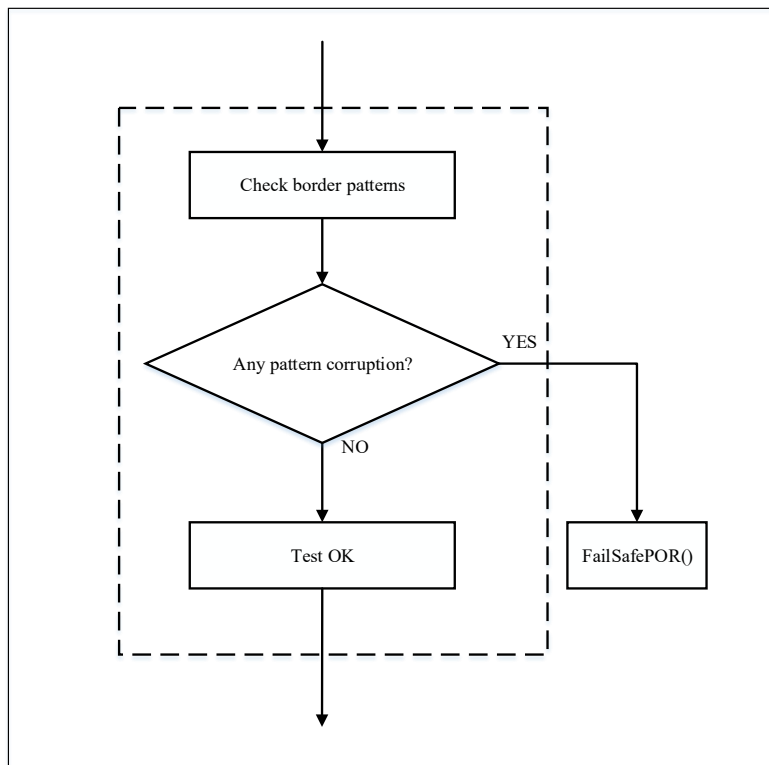 Check border patterns
Any pattern corruption?
YES
NO
Test OK
FailSafePOR()